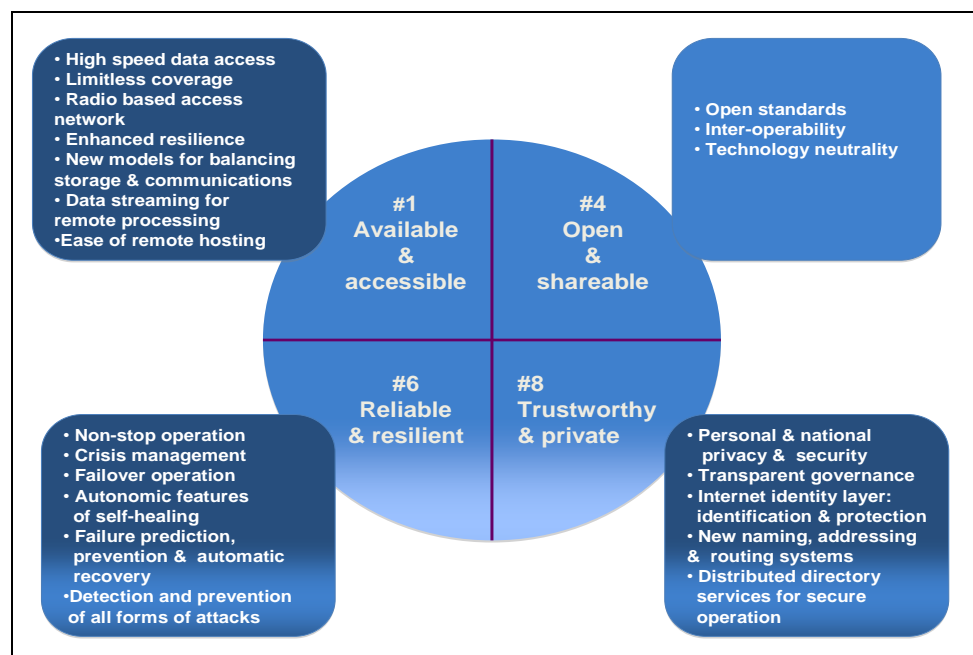 • High speed data access
• Limitless coverage
• Radio based access
network
• Enhanced resilience
• New models for balancing
storage & communications
• Data streaming for
remote processing
•Ease of remote hosting
• Open standards
• Inter-operability
• Technology neutrality
#1
Available
&
accessible
#4
Open
&
shareable
#6
Reliable
& resilient
#8
Trustworthy
& private
• Non-stop operation
• Crisis management
• Failover operation
• Autonomic features
of self-healing
• Failure prediction,
prevention & automatic
recovery
•Detection and prevention
of all forms of attacks
• Personal & national
privacy & security
• Transparent governance
• Internet identity layer:
identification & protection
• New naming, addressing
& routing systems
• Distributed directory
services for secure
operation